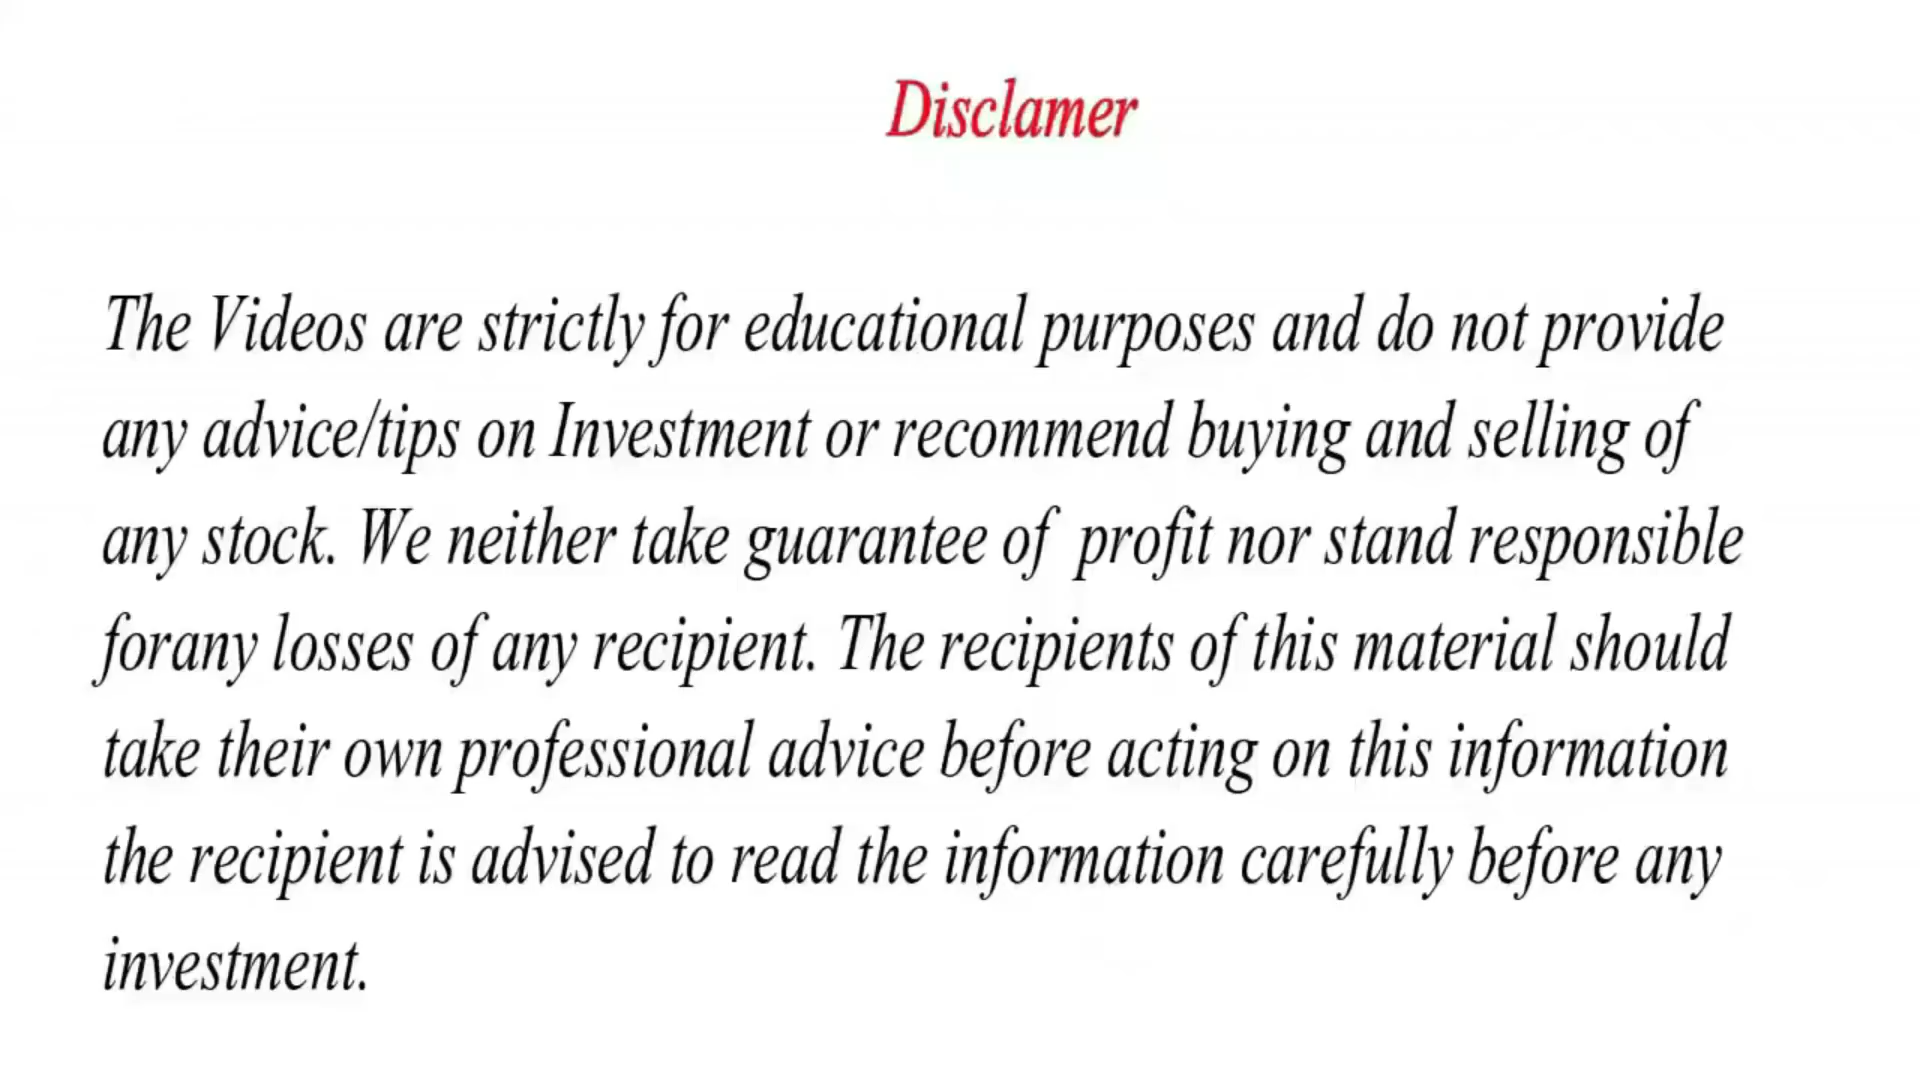 Disclamer
The Videos are strictly for educational purposes and do not provide
any advice/tips on Investment or recommend buying and selling of
any stock. We neither take guarantee of  profit nor stand responsible
forany losses of any recipient. The recipients of this material should
take their own professional advice before acting on this information
the recipient is advised to read the information carefully before any
investment.